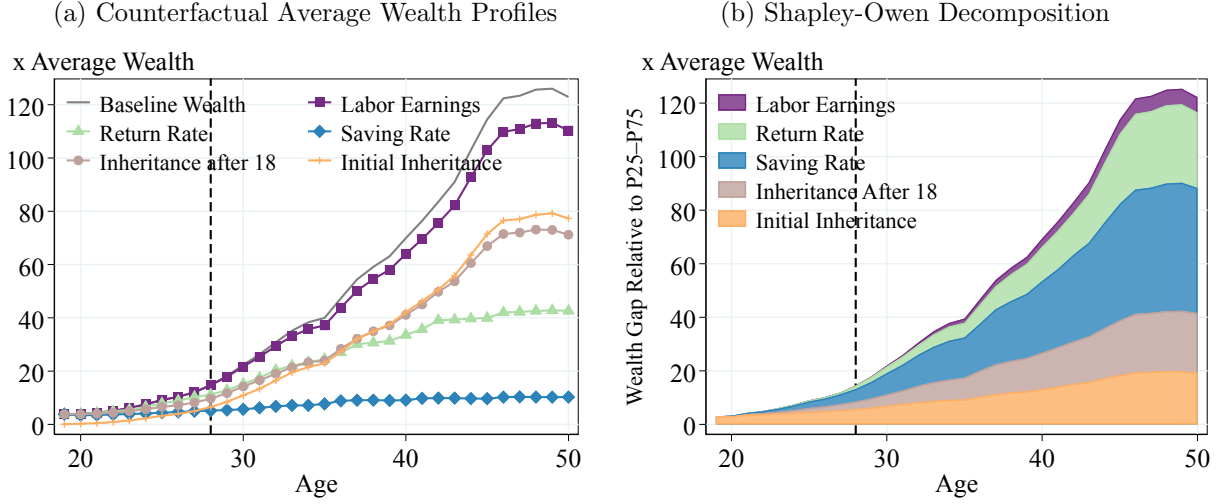 (a) Counterfactual Average Wealth Profiles
x Average Wealth
120
100
80
60
40
20
0
Baseline Wealth
Labor Earnings
Return Rate
Saving Rate
Inheritance after 18
Initial Inheritance
20
30
40
50
Age
(b) Shapley-Owen Decomposition
x Average Wealth
Wealth Gap Relative to P25–P75
120
100
80
60
40
20
0
Labor Earnings
Return Rate
Saving Rate
Inheritance After 18
Initial Inheritance
20
30
40
50
Age